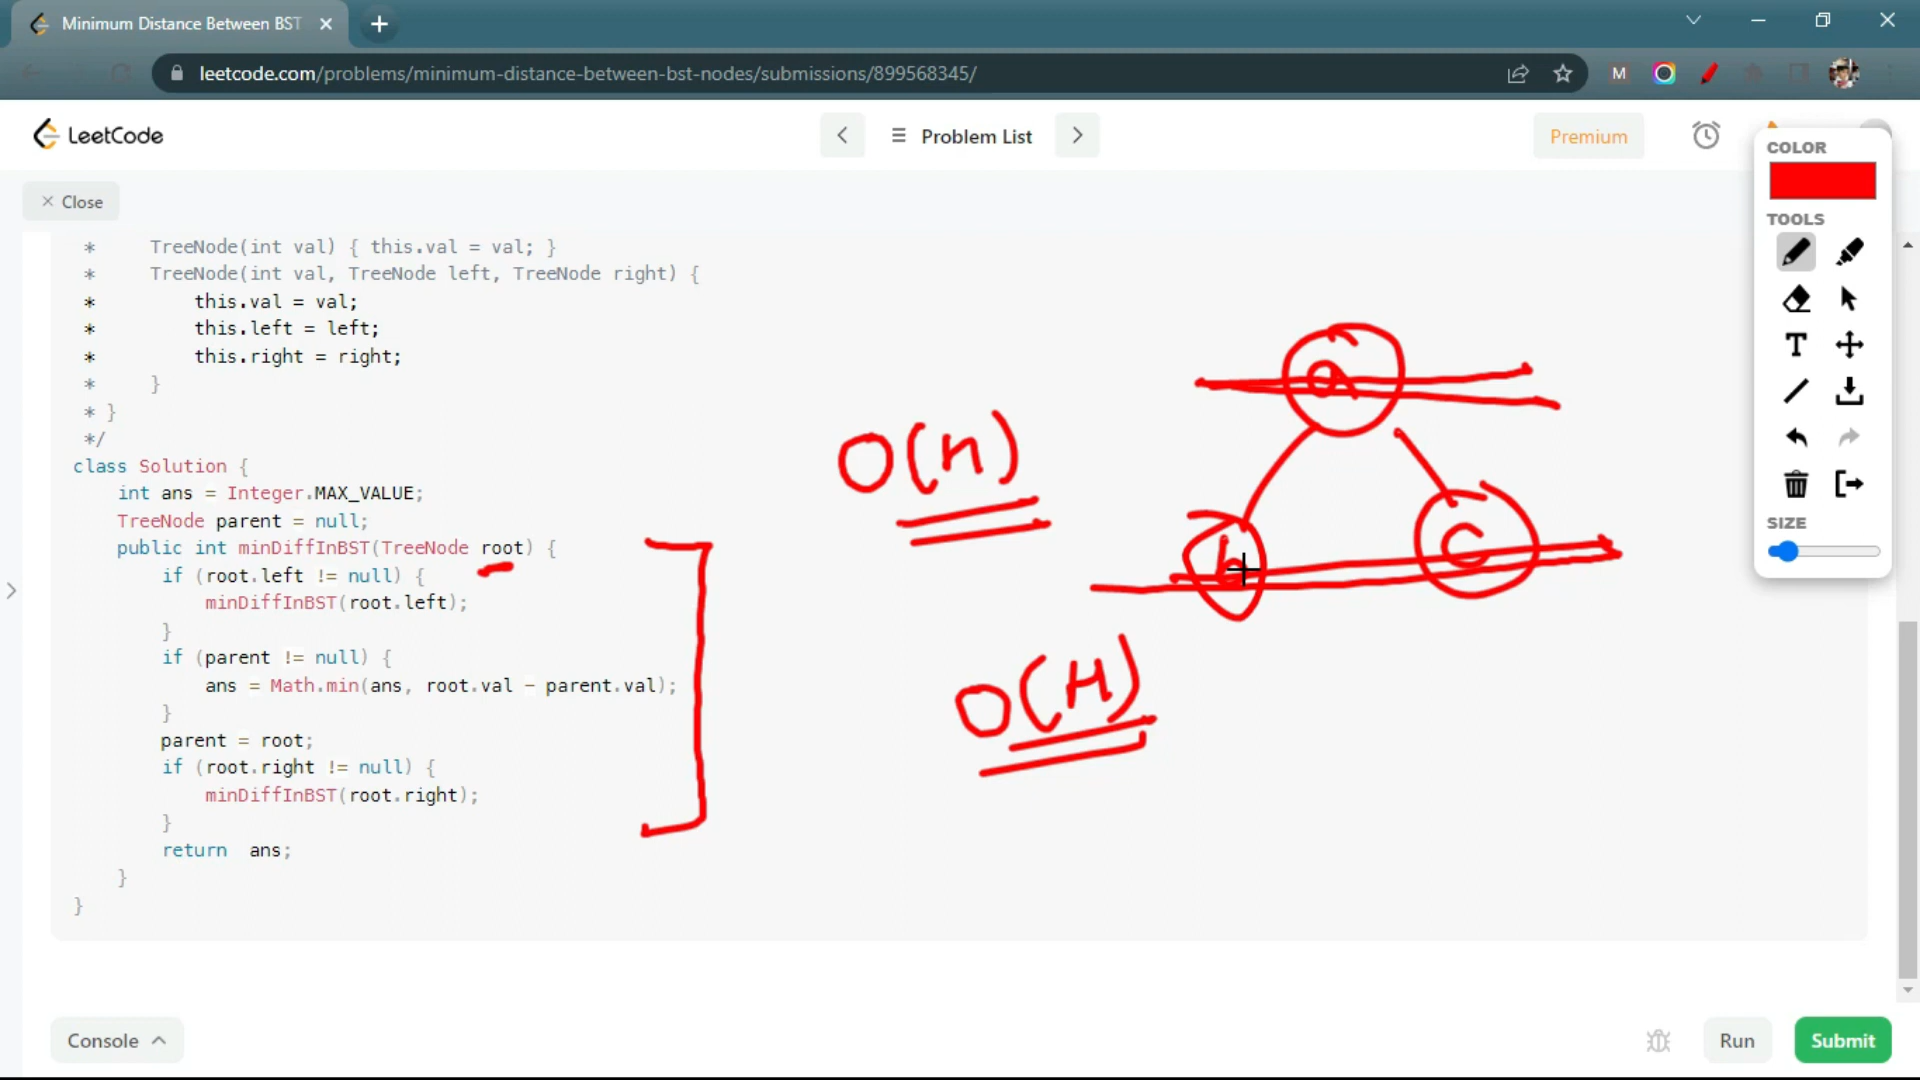 Minimum Distance Between BST
leetcode.com/problems/minimum-distance-between-bst-nodes/submissions/899568345/
M
LeetCode
Problem List
Premium
COLOR
TOOLS
T
SIZE
Close
* TreeNode(int val) { this.val = val; }
* TreeNode(int val, TreeNode left, TreeNode right) {
* this.val = val;
* this.left = left;
* this.right = right;
* }
* }
*/
class Solution {
int ans = Integer.MAX_VALUE;
TreeNode parent = null;
public int minDiffInBST(TreeNode root) {
if (root.left != null) {
minDiffInBST(root.left);
}
if (parent != null) {
ans = Math.min(ans, root.val - parent.val);
}
parent = root;
if (root.right != null) {
minDiffInBST(root.right);
}
return ans;
}
}
O(n)
O(H)
a
b
c
Console
Run
Submit